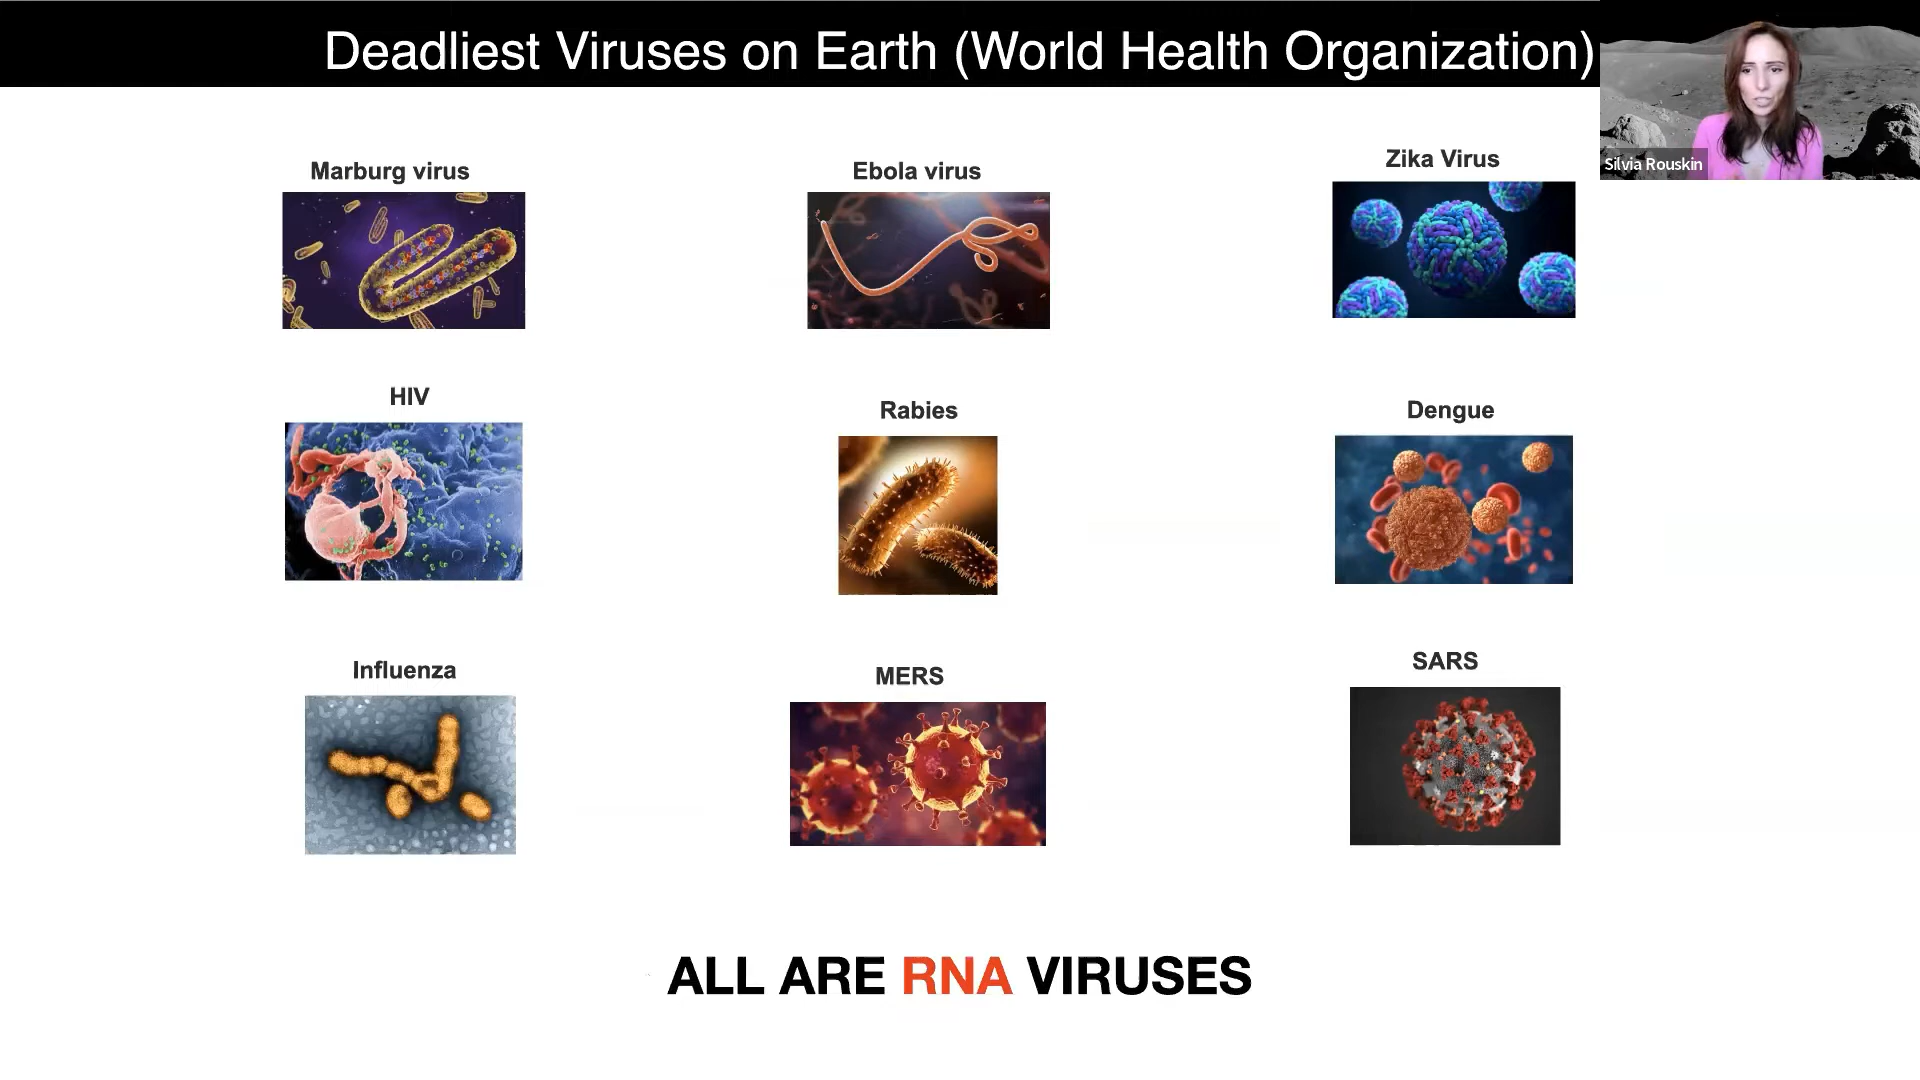 Deadliest Viruses on Earth (World Health Organization)
Silvia Rouskin
Marburg virus
Ebola virus
Zika Virus
HIV
Rabies
Dengue
Influenza
MERS
SARS
ALL ARE RNA VIRUSES